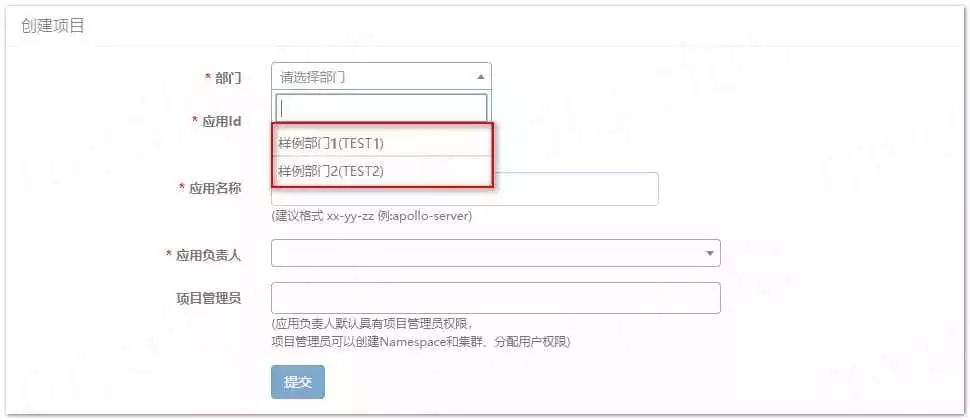 创建项目
* 部门
请选择部门
* 应用Id
样例部门1(TEST1)
样例部门2(TEST2)
* 应用名称
(建议格式 xx-yy-zz 例:apollo-server)
* 应用负责人
项目管理员
(应用负责人默认具有项目管理员权限，
项目管理员可以创建Namespace和集群、分配用户权限)
提交